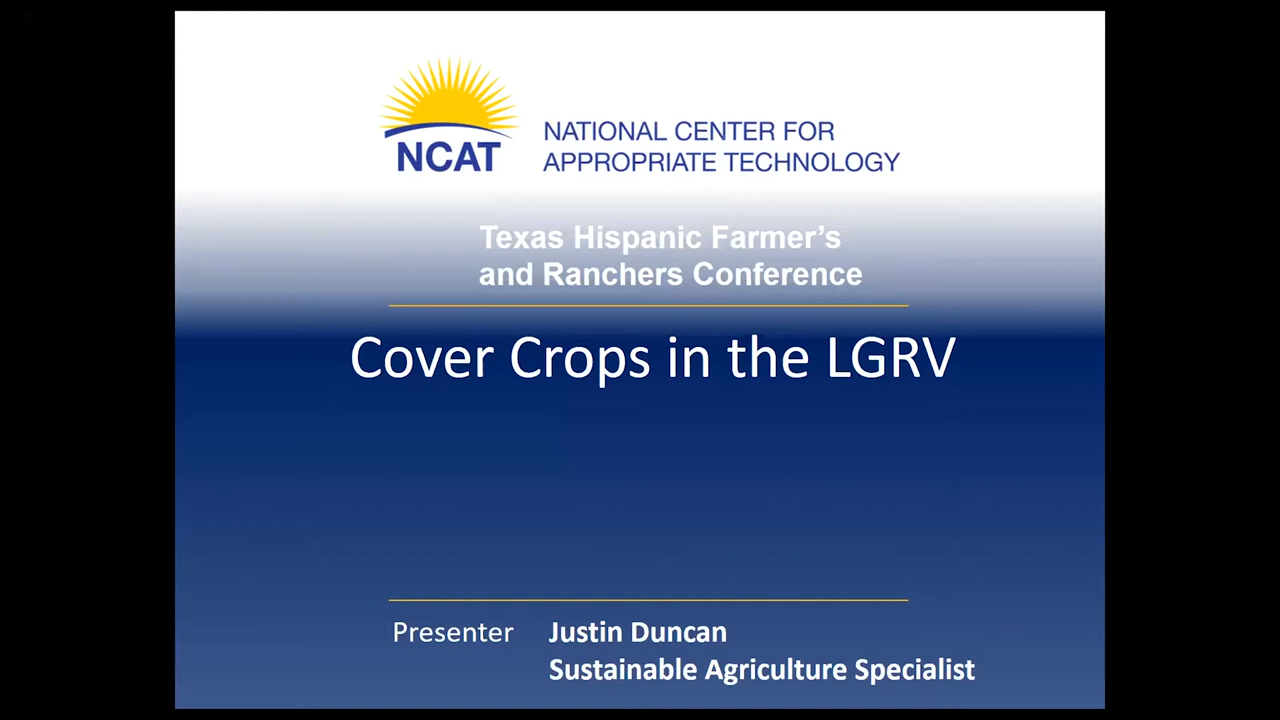 NCAT
NATIONAL CENTER FOR
APPROPRIATE TECHNOLOGY
Texas Hispanic Farmer’s
and Ranchers Conference
Cover Crops in the LGRV
Presenter Justin Duncan
Sustainable Agriculture Specialist